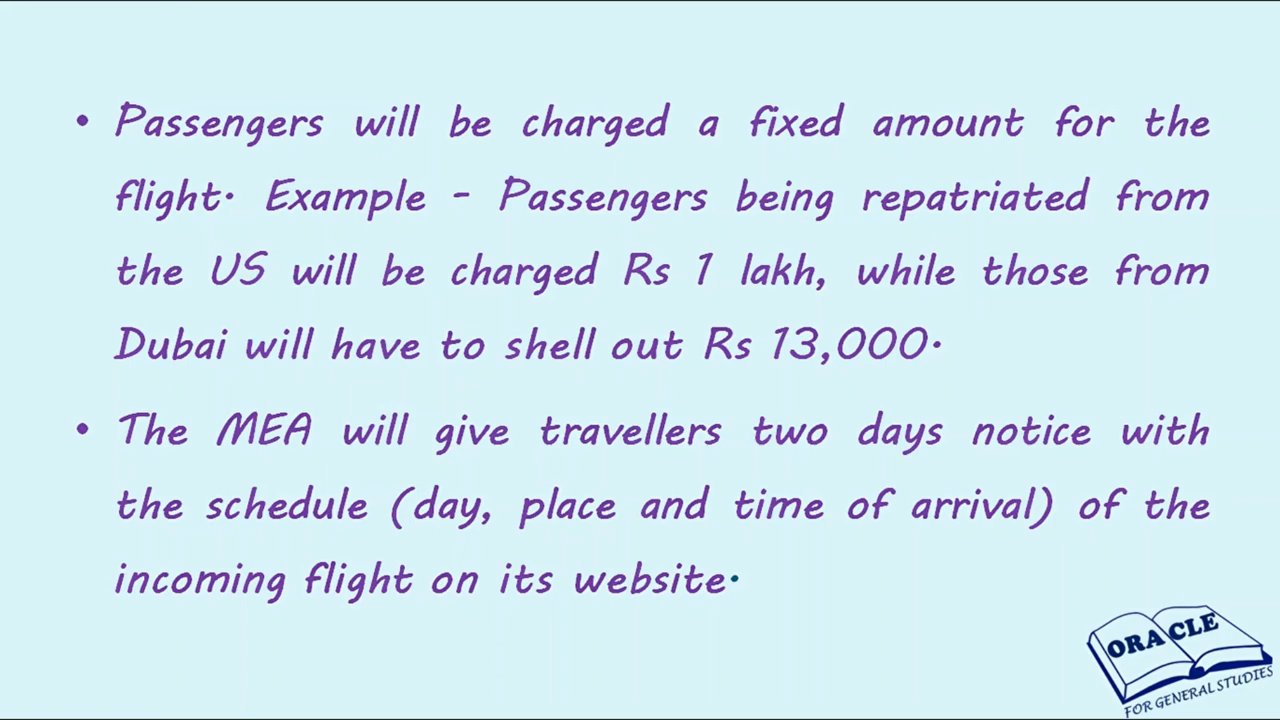 • Passengers will be charged a fixed amount for the
flight. Example - Passengers being repatriated from
the US will be charged Rs 1 lakh, while those from
Dubai will have to shell out Rs 13,000.
• The MEA will give travellers two days notice with
the schedule (day, place and time of arrival) of the
incoming flight on its website.
ORACLE
FOR GENERAL STUDIES